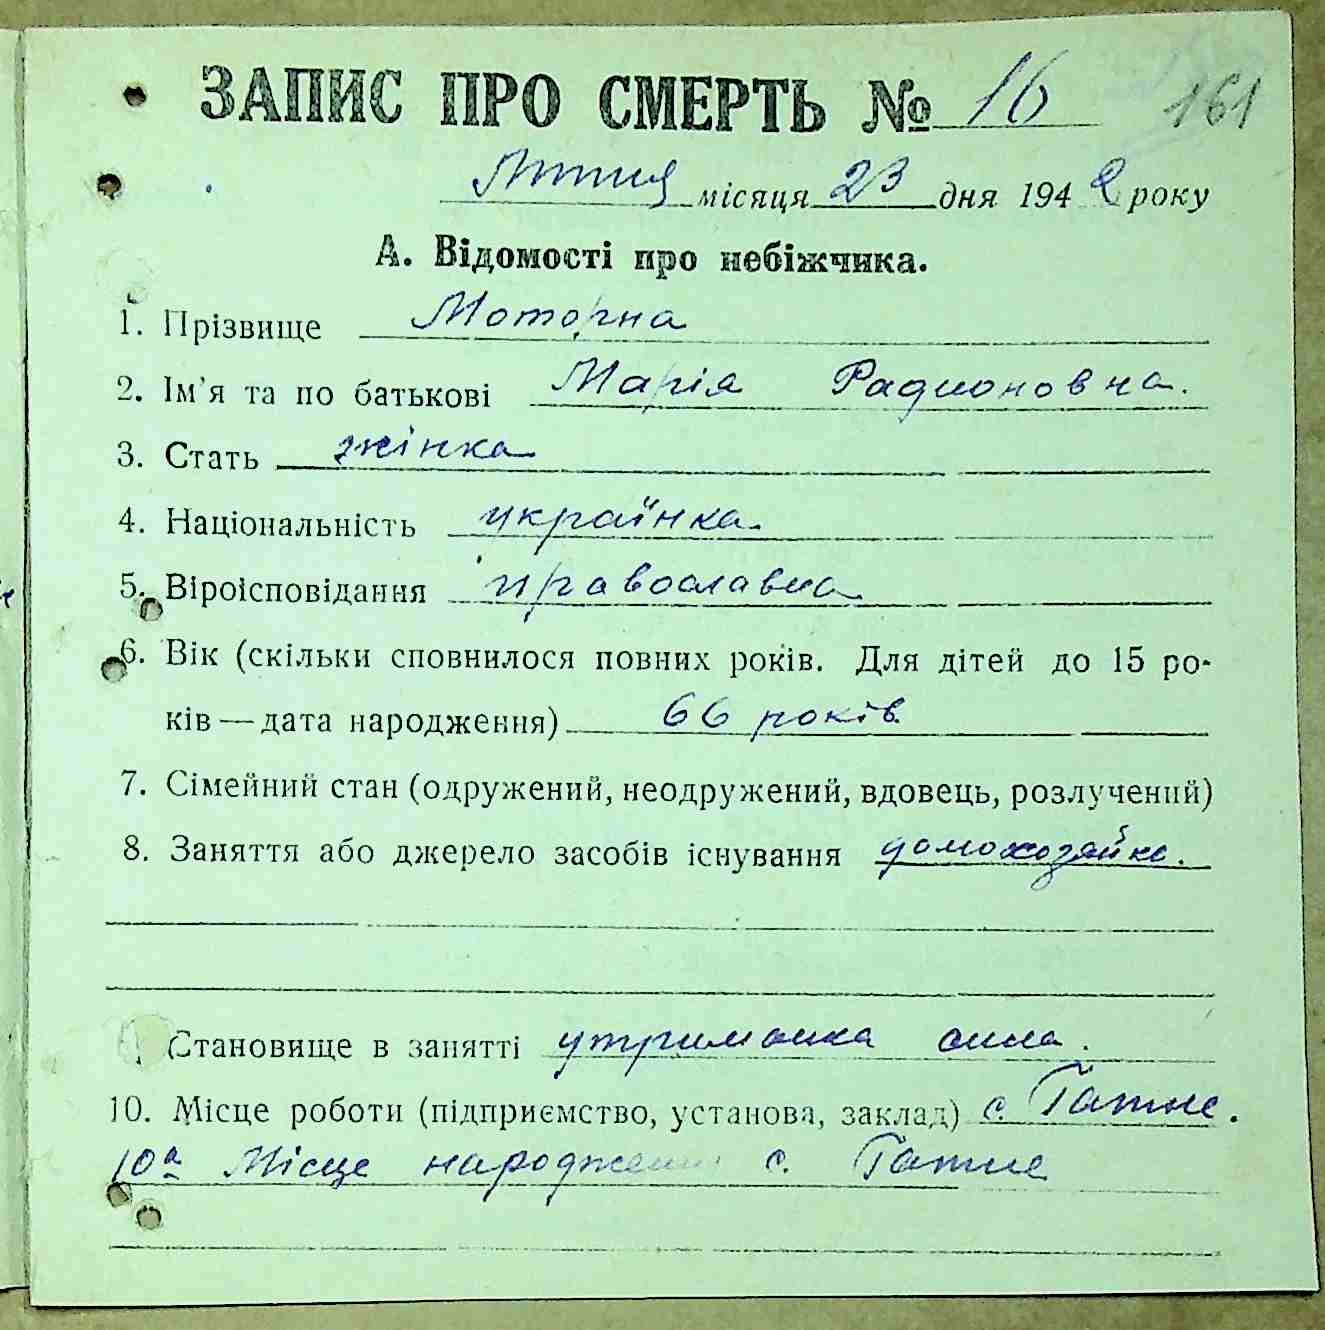 ЗАПИС ПРО СМЕРТЬ № 16 161
Лютня місяця 23 дня 1942 року
А. Відомості про небіжчика.
1. Прізвище Моторна
2. Ім'я та по батькові Марія Радионовна.
3. Стать жінка
4. Національність українка
5. Віроісповідання православна
6. Вік (скільки сповнилося повних років. Для дітей до 15 ро-
ків — дата народження) 66 років
7. Сімейний стан (одружений, неодружений, вдовець, розлучений)
8. Заняття або джерело засобів існування домохозяйка.
Становище в занятті утриманка сина.
10. Місце роботи (підприємство, установа, заклад) с. Гатне.
10а Місце народження с. Гатне